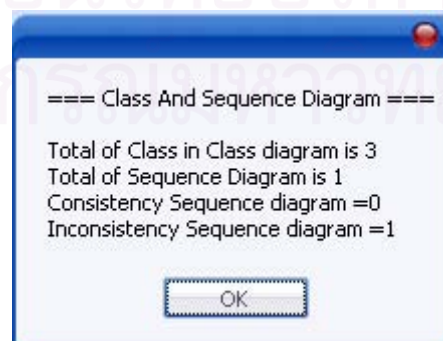 === Class And Sequence Diagram ===
Total of Class in Class diagram is 3
Total of Sequence Diagram is 1
Consistency Sequence diagram =0
Inconsistency Sequence diagram =1
OK